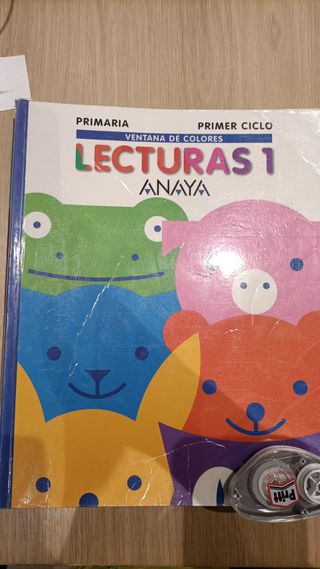 PRIMARIA PRIMER CICLO
VENTANA DE COLORES
LECTURAS 1
ANAYA
Pritt